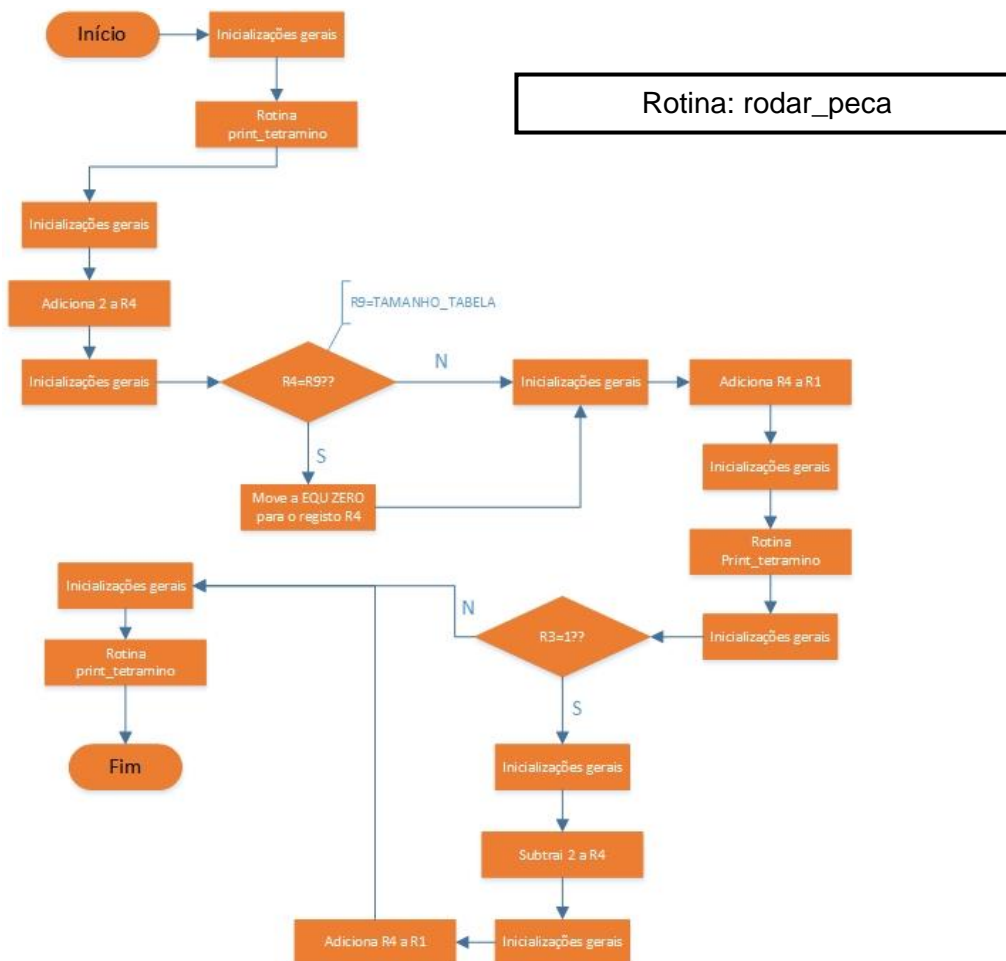 Início
Inicializações gerais
Rotina: rodar_peca
Rotina
print_tetramino
Inicializações gerais
Adiciona 2 a R4
R9=TAMANHO_TABELA
Inicializações gerais
R4=R9??
N
Inicializações gerais
Adiciona R4 a R1
S
Inicializações gerais
Move a EQU ZERO
para o registo R4
Rotina
Print_tetramino
Inicializações gerais
R3=1??
N
Inicializações gerais
Rotina
print_tetramino
S
Fim
Inicializações gerais
Subtrai 2 a R4
Inicializações gerais
Adiciona R4 a R1